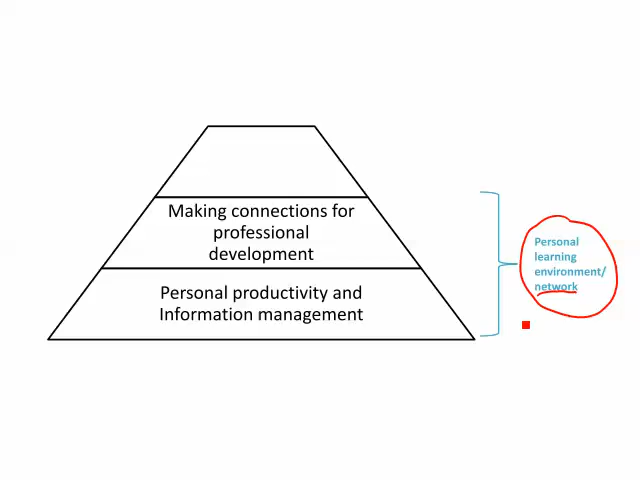 Making connections for
professional
development
Personal productivity and
Information management
Personal
learning
environment/
network